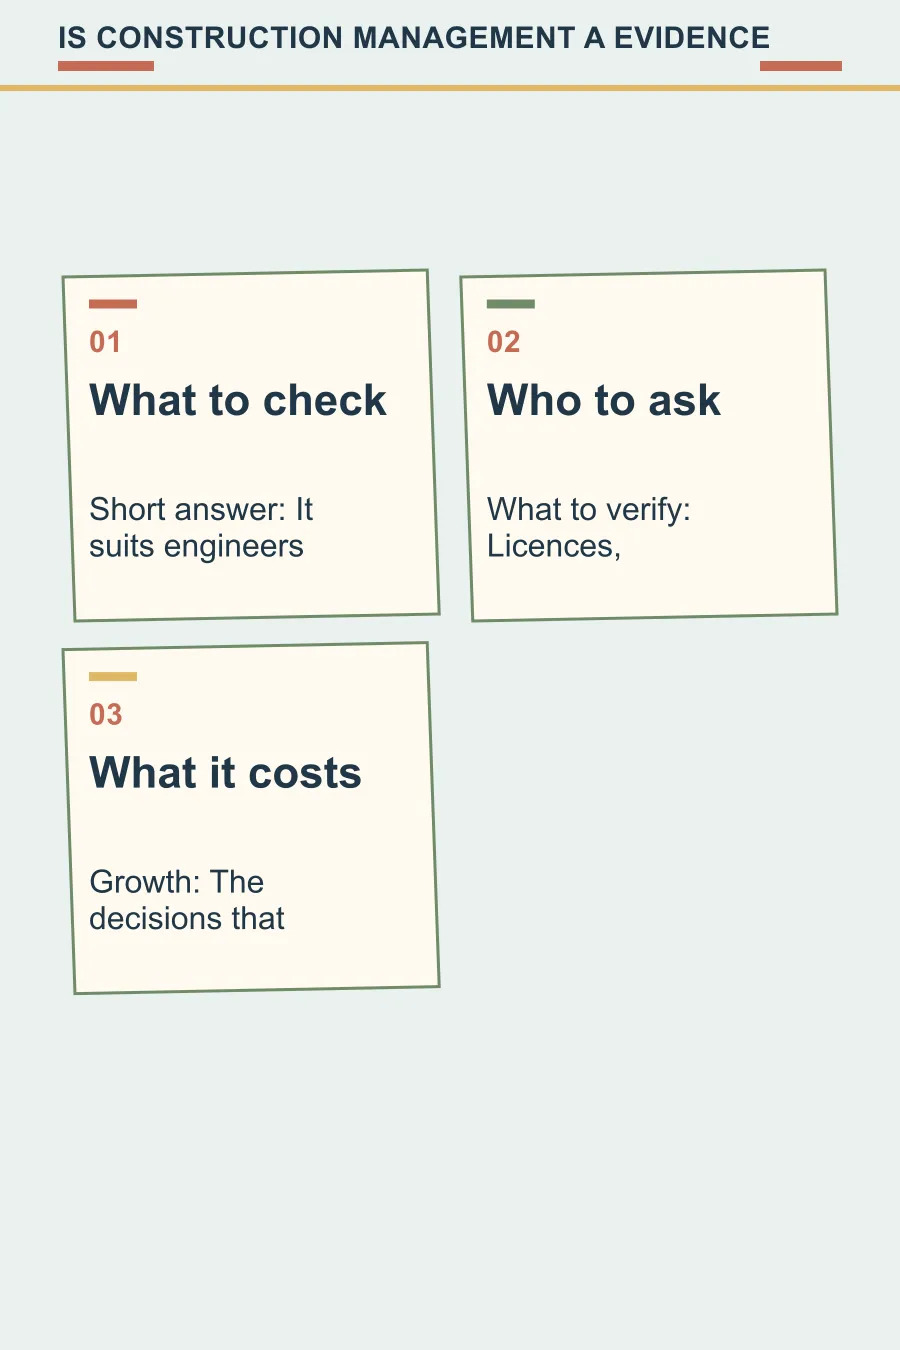 IS CONSTRUCTION MANAGEMENT A EVIDENCE
01
What to check
Short answer: It
suits engineers
02
Who to ask
What to verify:
Licences,
03
What it costs
Growth: The
decisions that